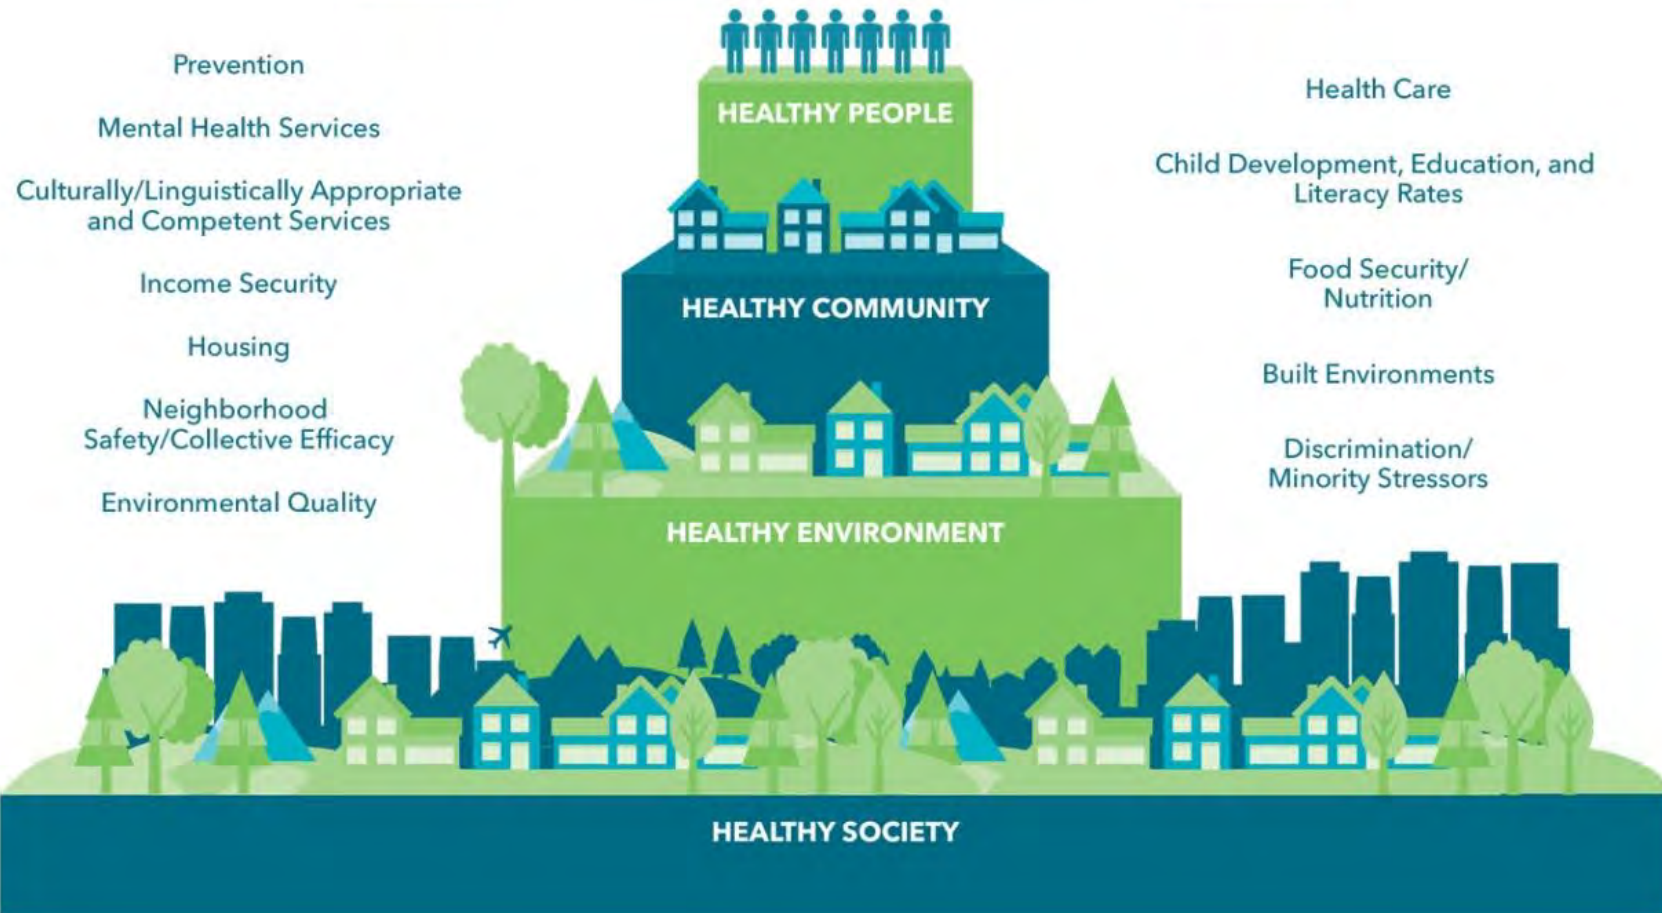 Prevention
Mental Health Services
Culturally/Linguistically Appropriate
and Competent Services
Income Security
Housing
Neighborhood
Safety/Collective Efficacy
Environmental Quality
HEALTHY PEOPLE
HEALTHY COMMUNITY
HEALTHY ENVIRONMENT
HEALTHY SOCIETY
Health Care
Child Development, Education, and
Literacy Rates
Food Security/
Nutrition
Built Environments
Discrimination/
Minority Stressors